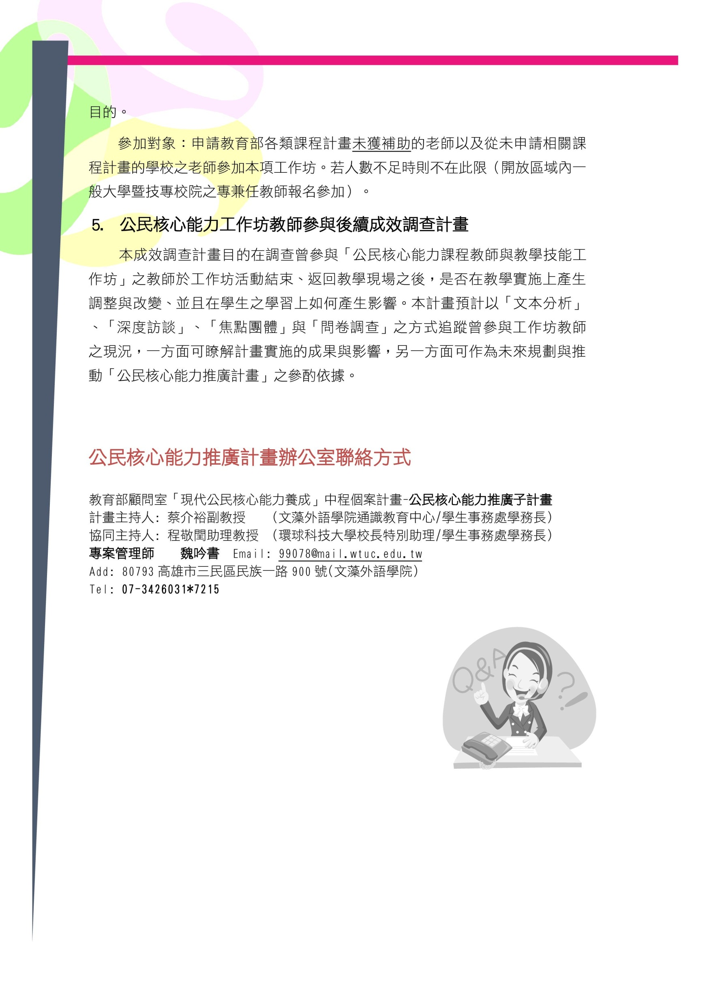 目的。
參加對象：申請教育部各類課程計畫未獲補助的老師以及從未申請相關課
程計畫的學校之老師參加本項工作坊。若人數不足時則不在此限（開放區域內一
般大學暨技專校院之專兼任教師報名參加）。
5. 公民核心能力工作坊教師參與後續成效調查計畫
本成效調查計畫目的在調查曾參與「公民核心能力課程教師與教學技能工
作坊」之教師於工作坊活動結束、返回教學現場之後，是否在教學實施上產生
調整與改變、並且在學生之學習上如何產生影響。本計畫預計以「文本分析」
、「深度訪談」、「焦點團體」與「問卷調查」之方式追蹤曾參與工作坊教師
之現況，一方面可瞭解計畫實施的成果與影響，另一方面可作為未來規劃與推
動「公民核心能力推廣計畫」之參酌依據。
公民核心能力推廣計畫辦公室聯絡方式
教育部顧問室「現代公民核心能力養成」中程個案計畫-公民核心能力推廣子計畫
計畫主持人: 蔡介裕副教授 （文藻外語學院通識教育中心/學生事務處學務長）
協同主持人: 程敬閏助理教授 （環球科技大學校長特別助理/學生事務處學務長）
專案管理師 魏吟書 Email: 99078@mail.wtuc.edu.tw
Add: 80793 高雄市三民區民族一路 900 號(文藻外語學院)
Tel: 07-3426031*7215
Q&A
?!